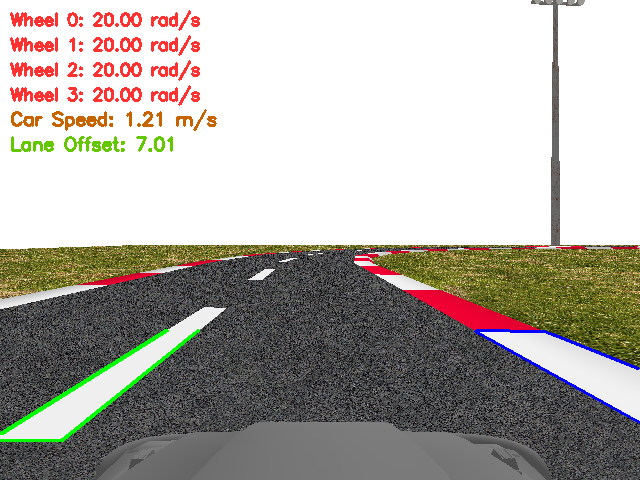 Wheel 0: 20.00 rad/s
Wheel 1: 20.00 rad/s
Wheel 2: 20.00 rad/s
Wheel 3: 20.00 rad/s
Car Speed: 1.21 m/s
Lane Offset: 7.01